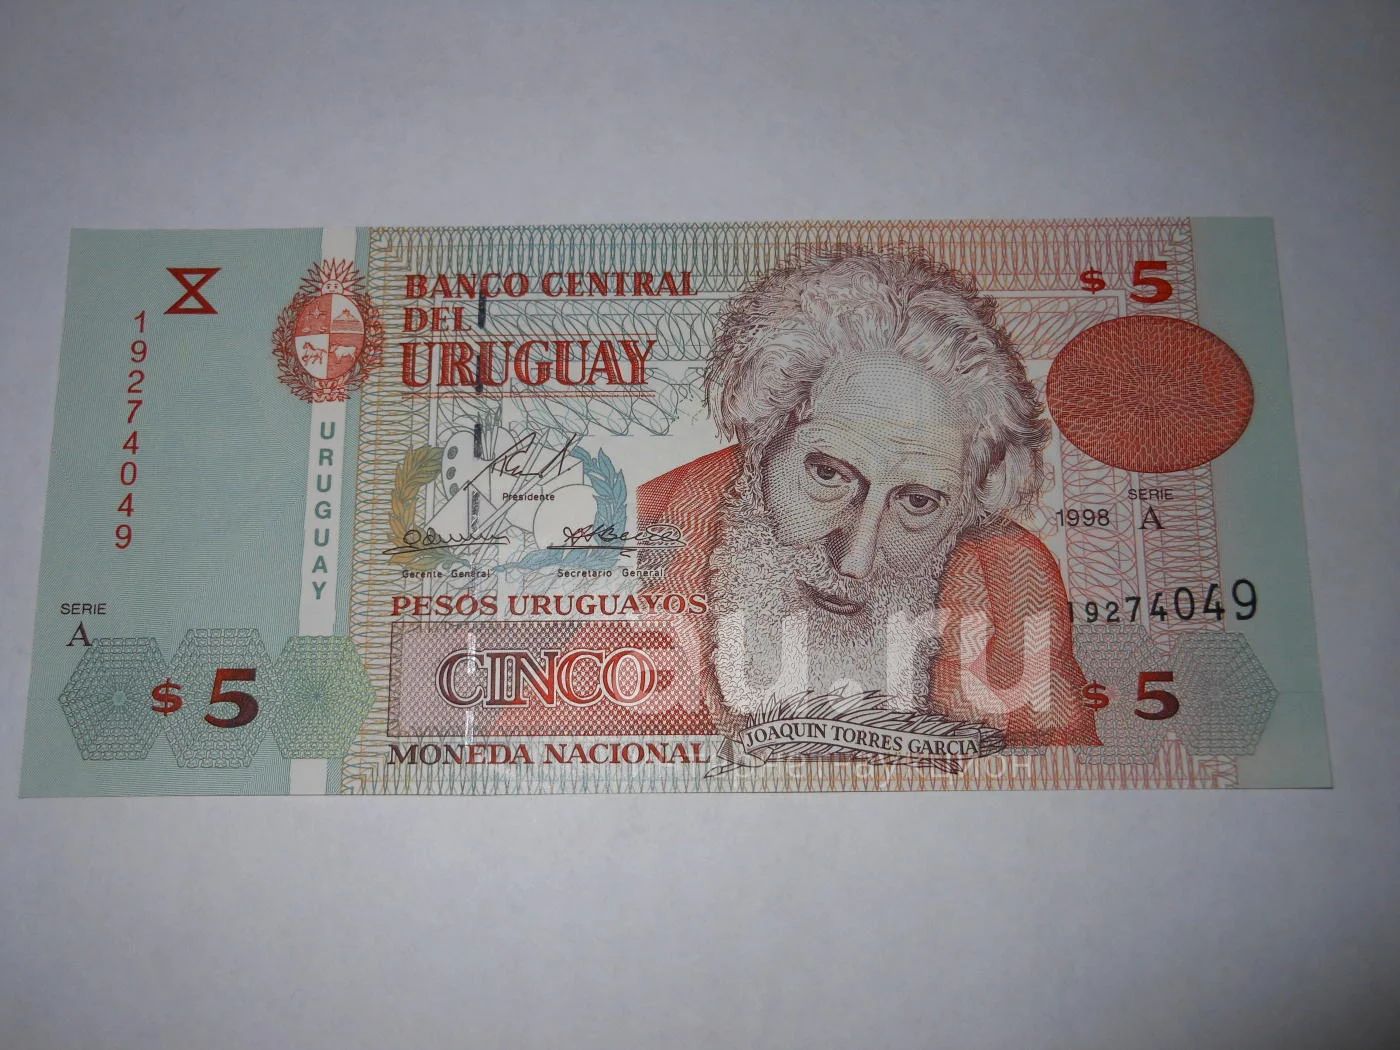 BANCO CENTRAL
DEL
URUGUAY
$ 5
19274049
URUGUAY
Presidente
Gerente General
Secretario General
SERIE
1998 A
19274049
SERIE
A
PESOS URUGUAYOS
CINCO
$ 5
$ 5
MONEDA NACIONAL
JOAQUIN TORRES GARCIA
u.ru